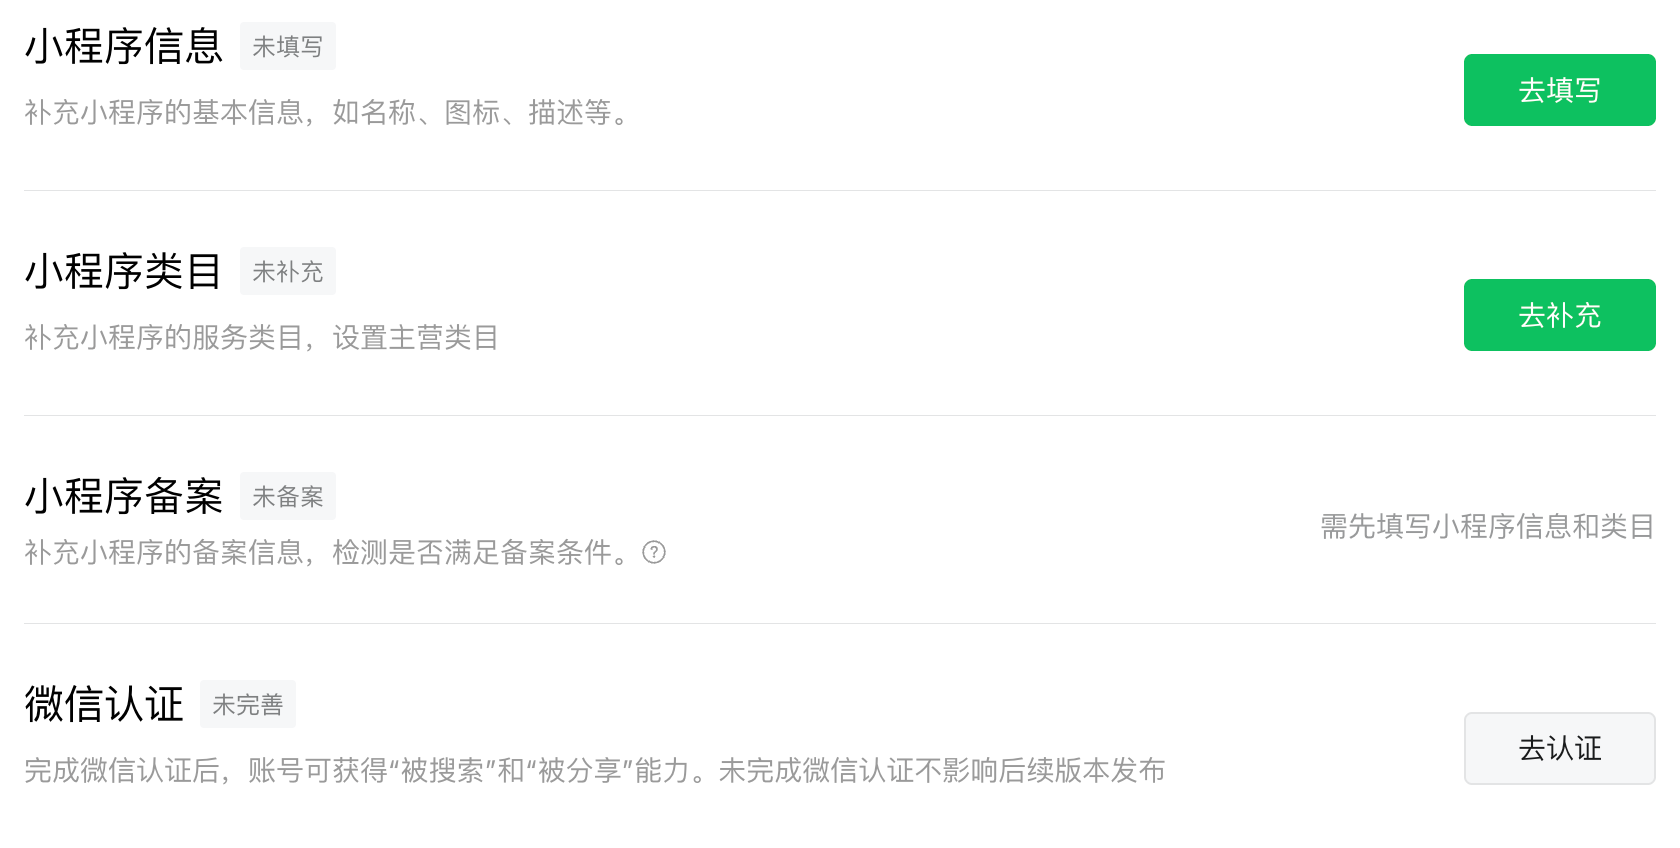 小程序信息 未填写
补充小程序的基本信息，如名称、图标、描述等。
去填写
小程序类目 未补充
补充小程序的服务类目，设置主营类目
去补充
小程序备案 未备案
补充小程序的备案信息，检测是否满足备案条件。?
需先填写小程序信息和类目
微信认证 未完善
完成微信认证后，账号可获得“被搜索”和“被分享”能力。未完成微信认证不影响后续版本发布
去认证